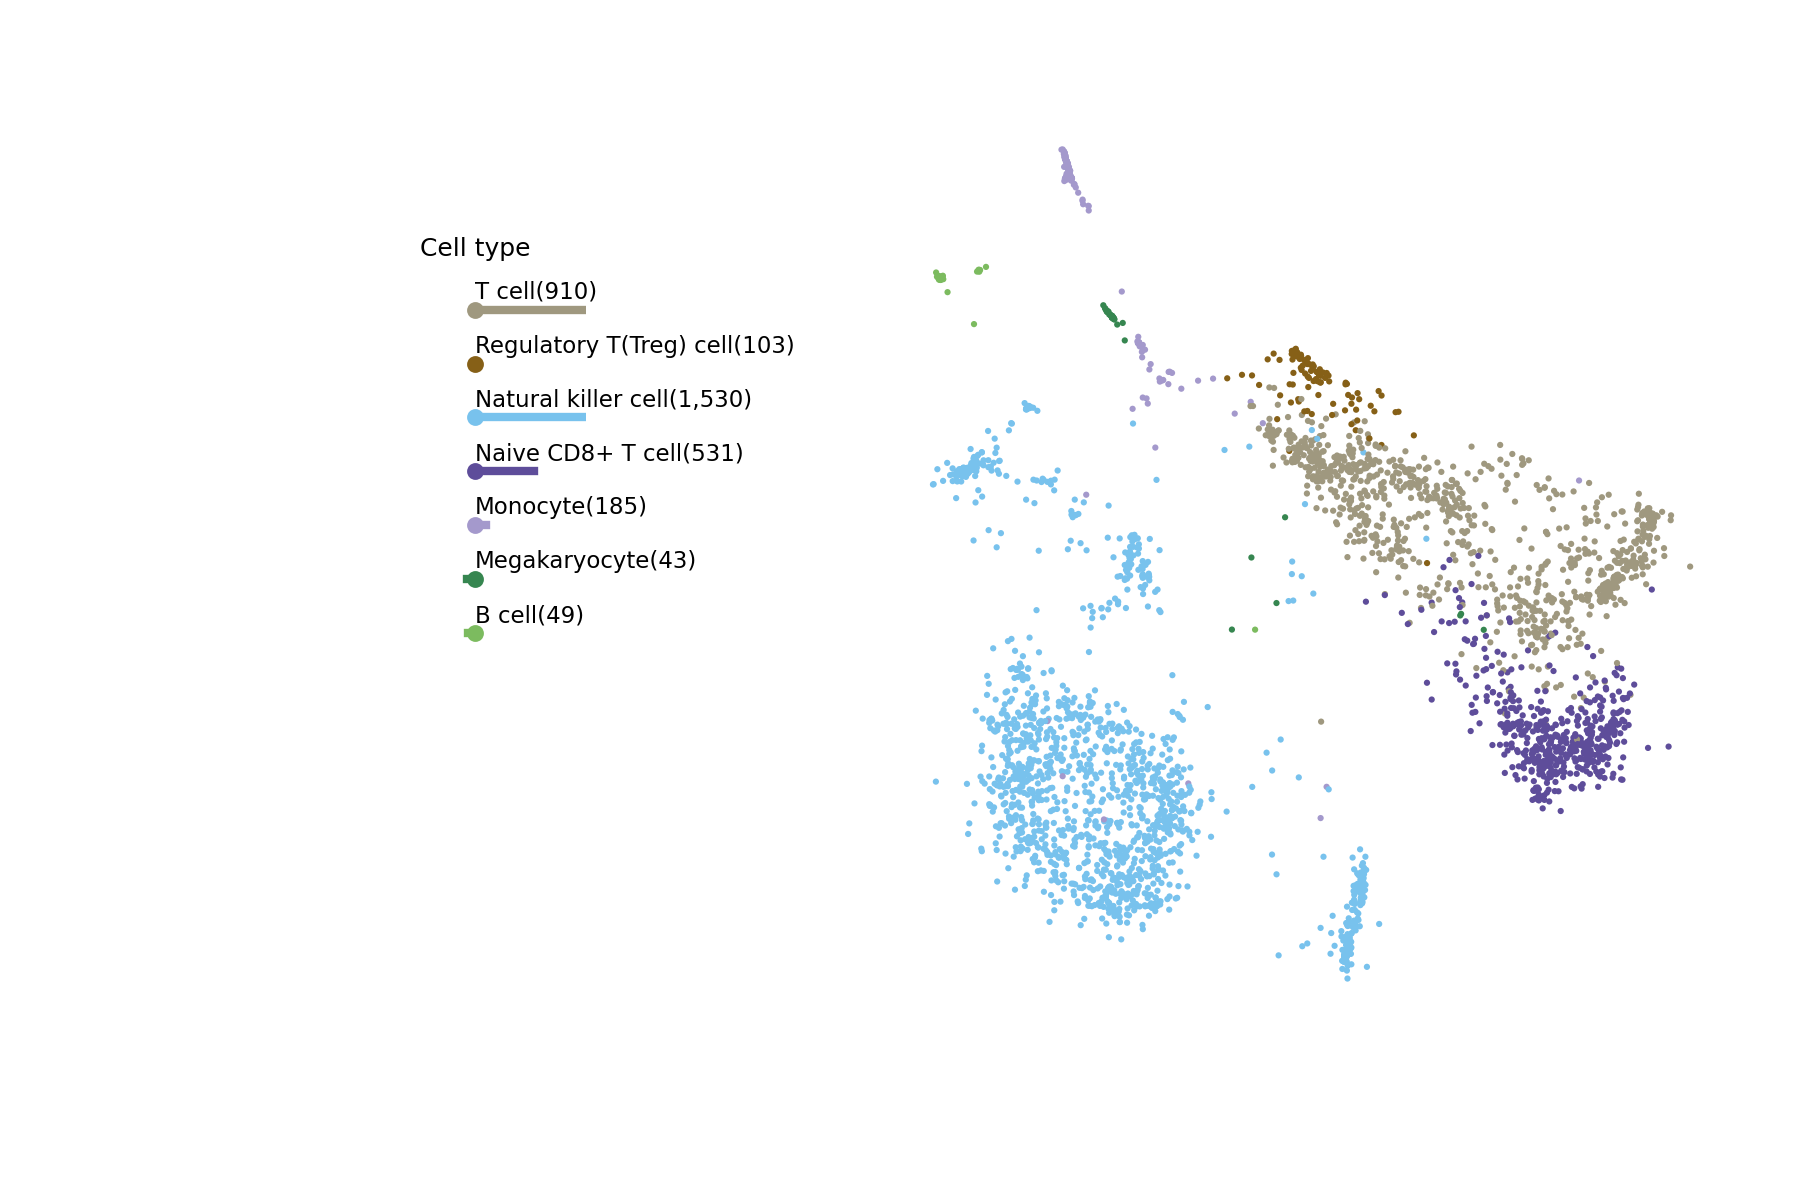 Cell type
T cell(910)
Regulatory T(Treg) cell(103)
Natural killer cell(1,530)
Naive CD8+ T cell(531)
Monocyte(185)
Megakaryocyte(43)
B cell(49)